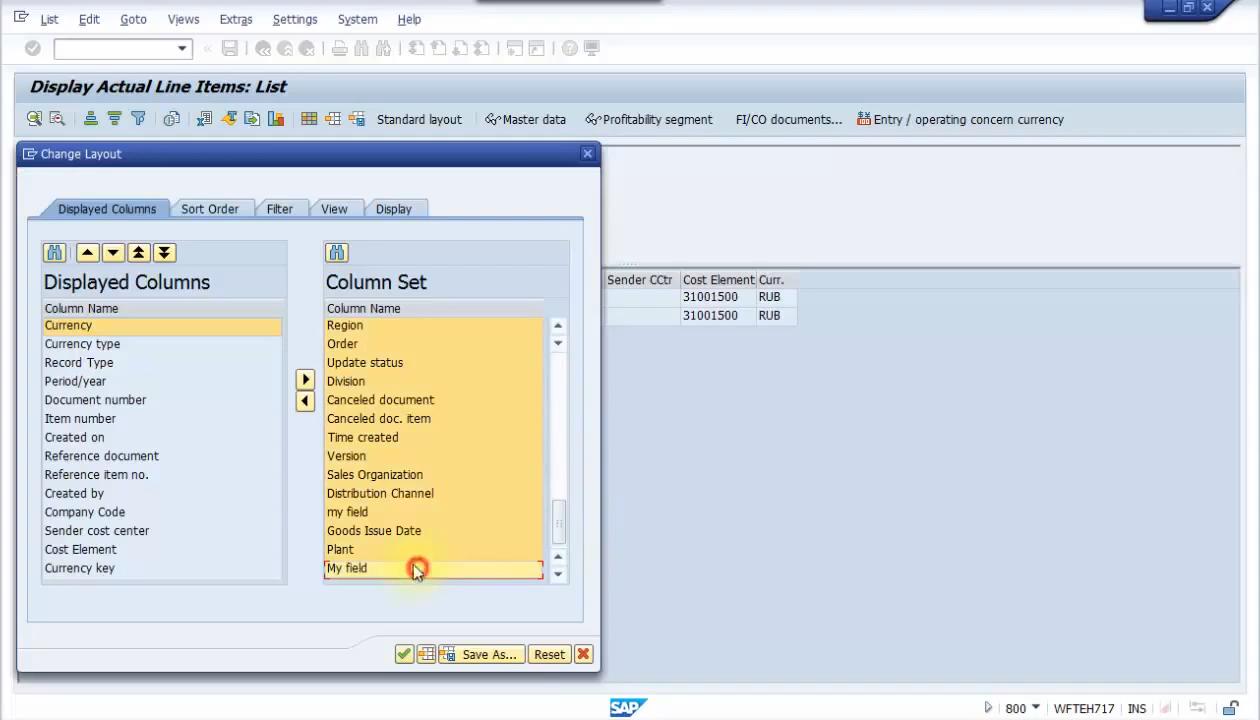 List Edit Goto Views Extras Settings System Help
Display Actual Line Items: List
Standard layout Master data Profitability segment FI/CO documents... Entry / operating concern currency
Change Layout
Displayed Columns Sort Order Filter View Display
Sender CCtr Cost Element Curr.
31001500 RUB
31001500 RUB
Displayed Columns
Column Name
Currency
Currency type
Record Type
Period/year
Document number
Item number
Created on
Reference document
Reference item no.
Created by
Company Code
Sender cost center
Cost Element
Currency key
Column Set
Column Name
Region
Order
Update status
Division
Canceled document
Canceled doc. item
Time created
Version
Sales Organization
Distribution Channel
my field
Goods Issue Date
Plant
My field
Save As... Reset
SAP
800 WFTEH717 INS